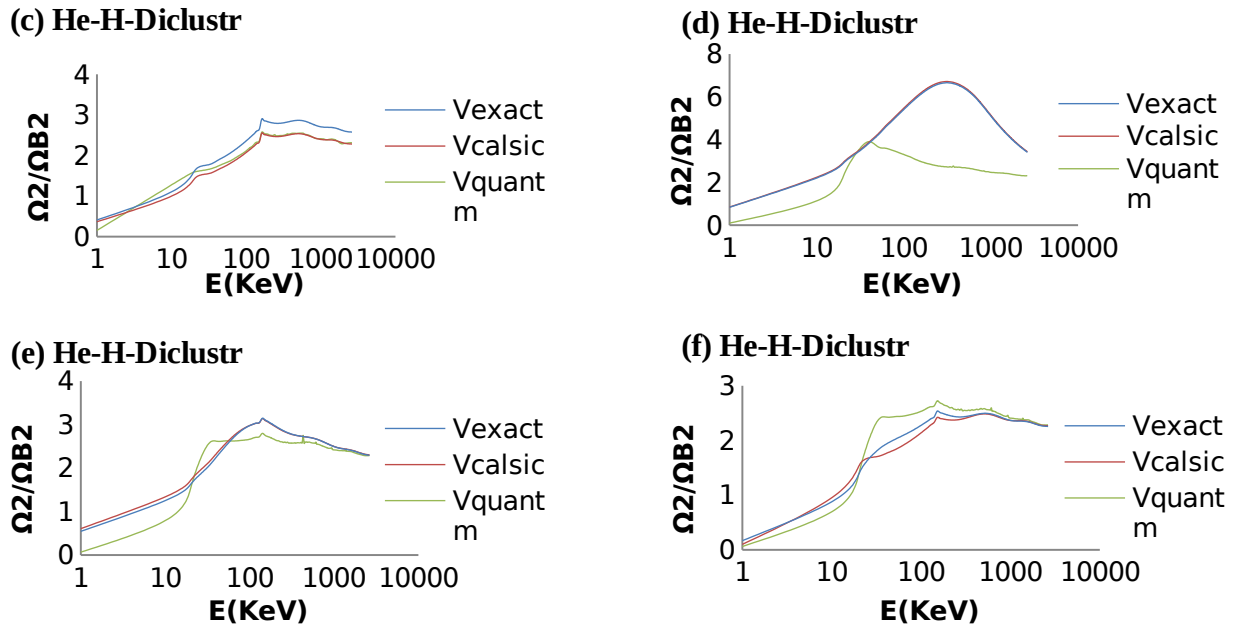 (c) He-H-Diclustr
4
3
2
1
0
Ω2/ΩB2
1 10 100 1000 10000
E(KeV)
Vexact
Vcalsic
Vquant
m
(d) He-H-Diclustr
8
6
4
2
0
Ω2/ΩB2
1 10 100 1000 10000
E(KeV)
Vexact
Vcalsic
Vquant
m
(e) He-H-Diclustr
4
3
2
1
0
Ω2/ΩB2
1 10 100 1000 10000
E(KeV)
Vexact
Vcalsic
Vquant
m
(f) He-H-Diclustr
3
2
1
0
Ω2/ΩB2
1 10 100 1000 10000
E(KeV)
Vexact
Vcalsic
Vquant
m